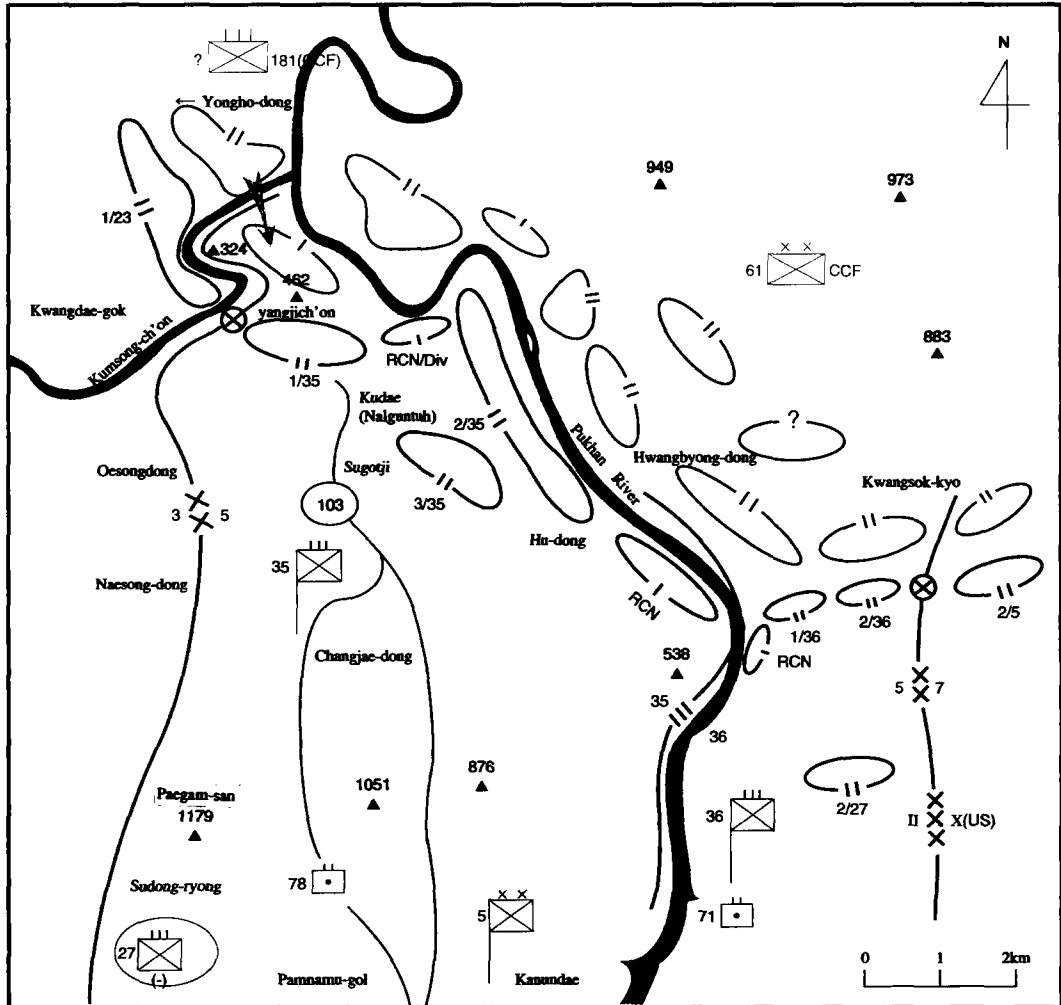 ? 181(CCF)
N
← Yongho-dong
949
973
1/23
324
61 CCF
462
Kwangdae-gok
yangjich'on
Kumsong-ch'on
883
RCN/Div
1/35
Kudae
(Nalguntuh)
2/35
?
Pukhan River
Hwangbyong-dong
Oesongdong
Sugotji
Kwangsok-kyo
3 5
103
3/35
Hu-dong
35
Naesong-dong
RCN
2/5
2/36
1/36
RCN
Changjae-dong
538
5 7
35
36
876
1051
Paegam-san
1179
36
2/27
II X(US)
78
Sudong-ryong
5
71
27
(-)
Pamnamu-gol
Kanundae
0 1 2km